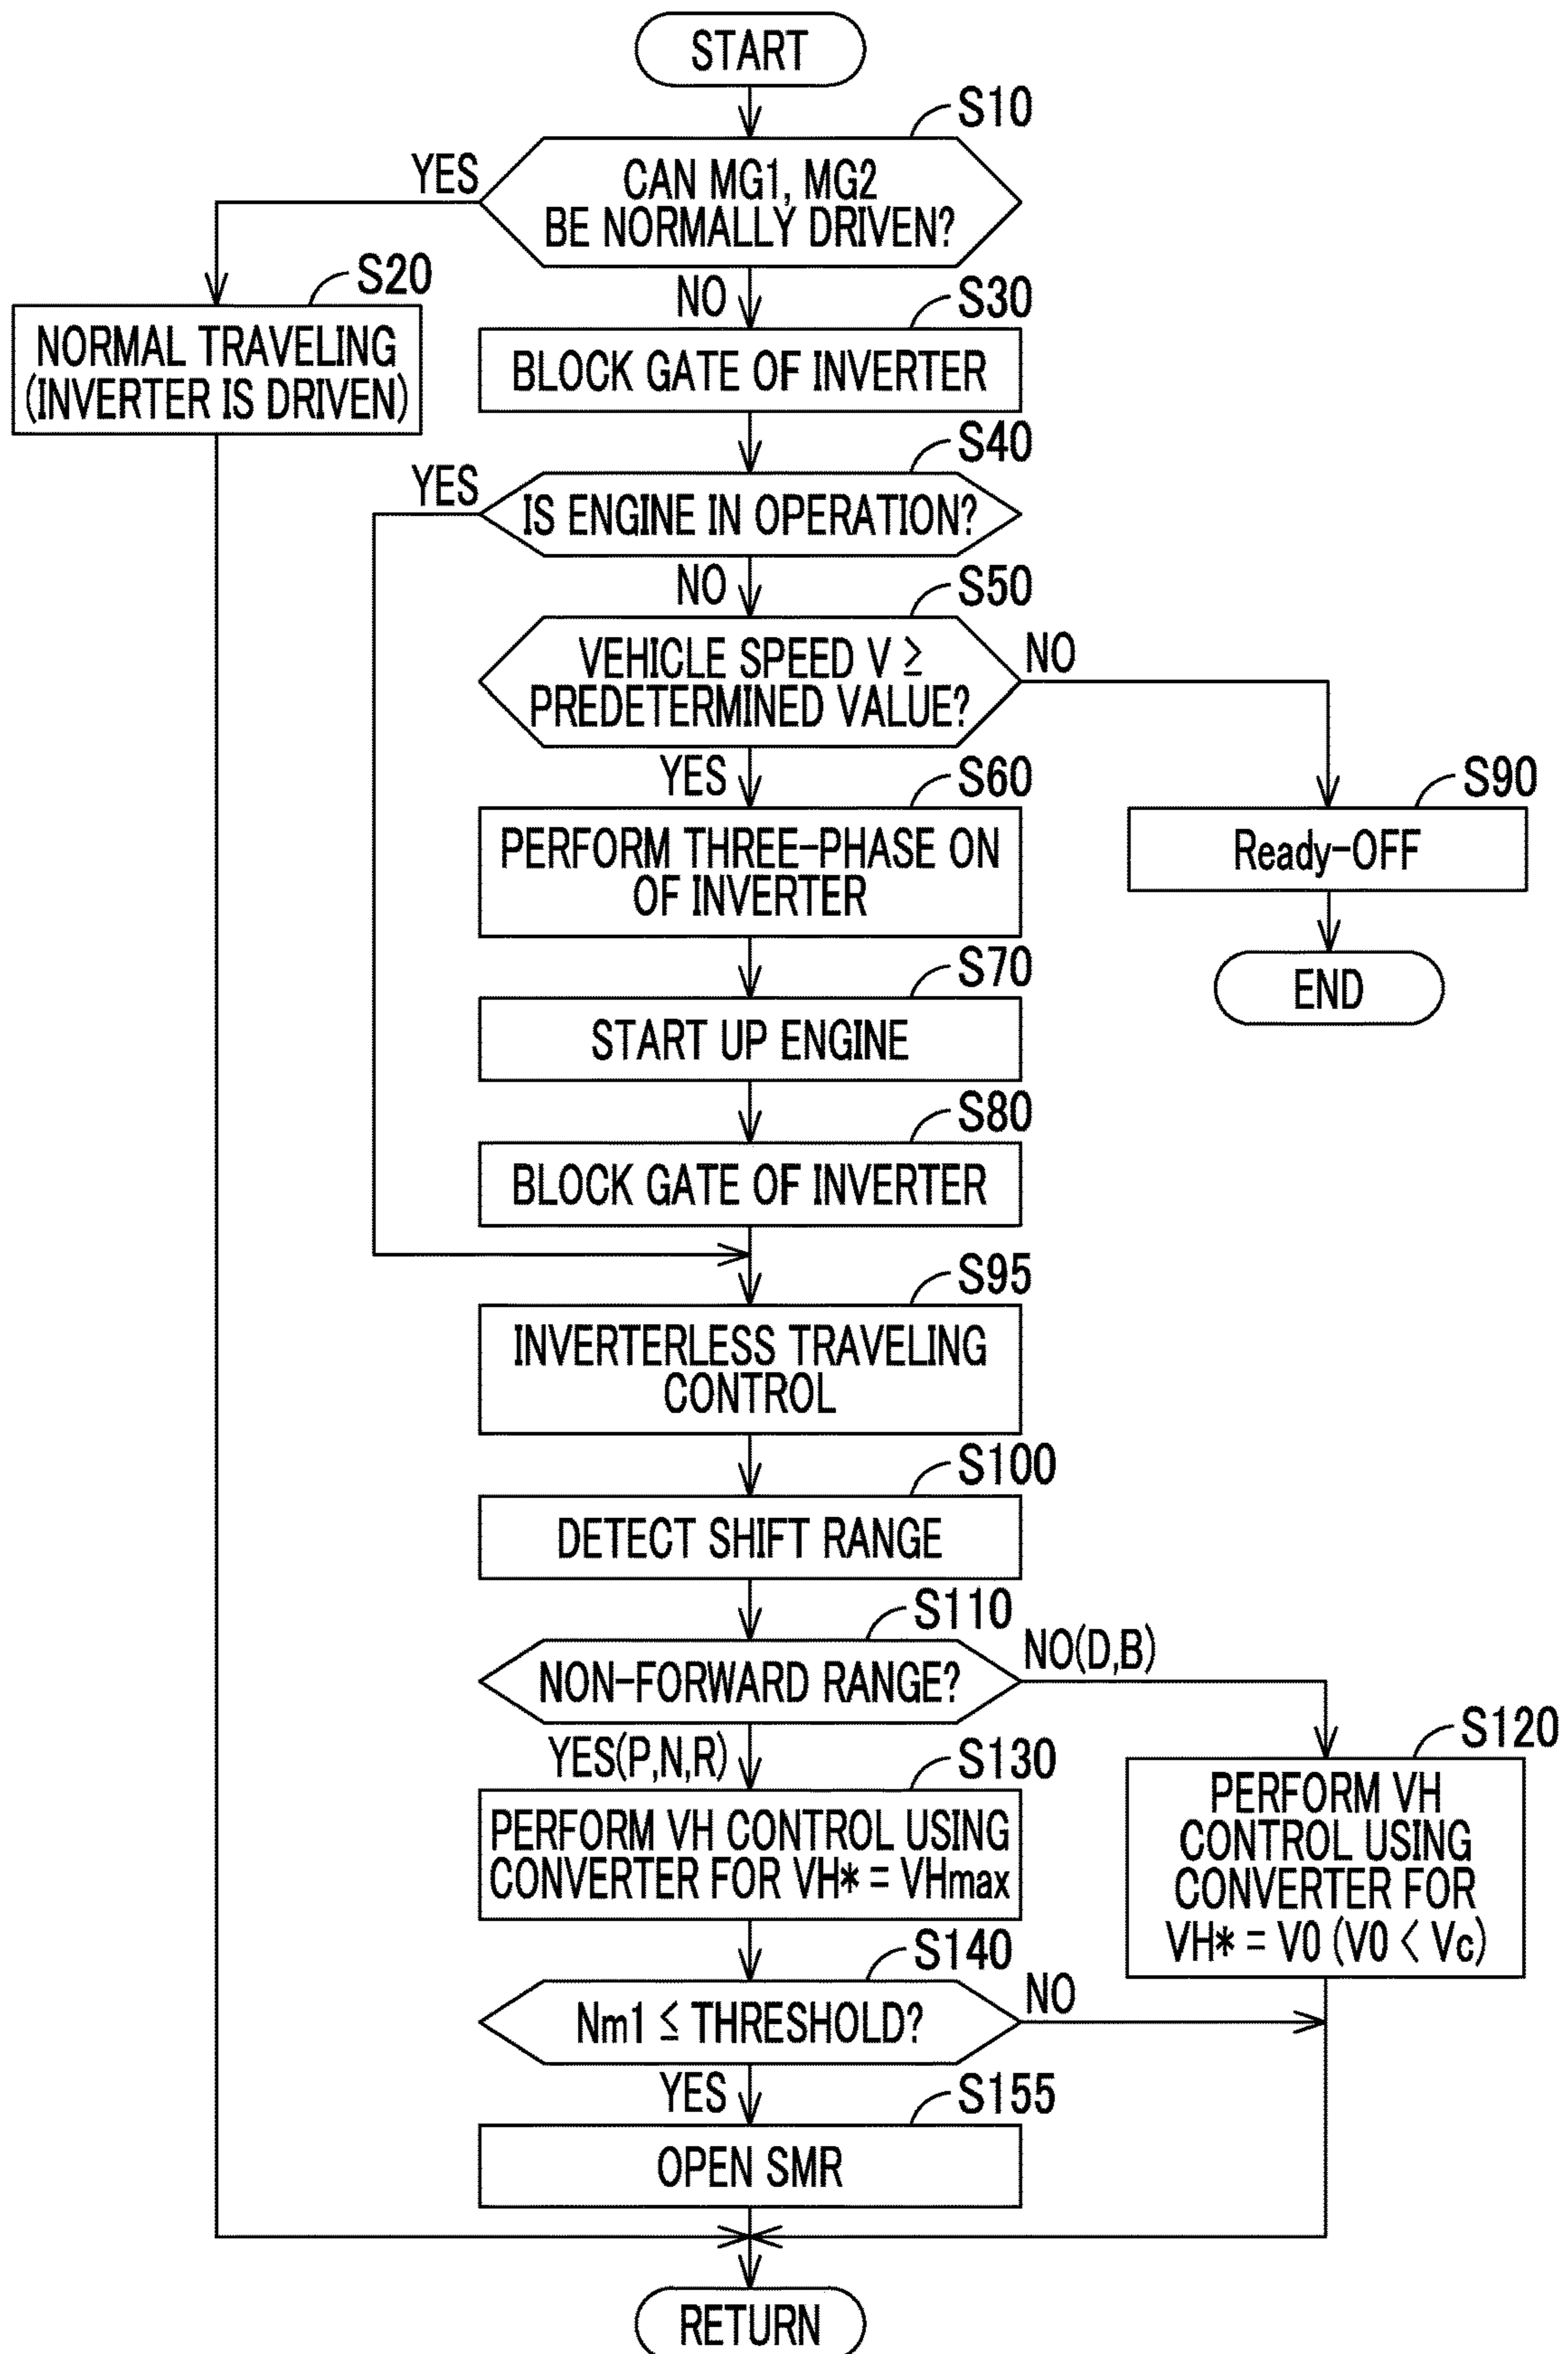 START
S10
YES
CAN MG1, MG2
BE NORMALLY DRIVEN?
S20
NO
S30
NORMAL TRAVELING
(INVERTER IS DRIVEN)
BLOCK GATE OF INVERTER
S40
YES
IS ENGINE IN OPERATION?
NO
S50
VEHICLE SPEED V ≥
PREDETERMINED VALUE?
NO
YES
S60
S90
PERFORM THREE-PHASE ON
OF INVERTER
Ready-OFF
S70
END
START UP ENGINE
S80
BLOCK GATE OF INVERTER
S95
INVERTERLESS TRAVELING
CONTROL
S100
DETECT SHIFT RANGE
S110
NON-FORWARD RANGE?
NO(D,B)
YES(P,N,R)
S130
S120
PERFORM VH CONTROL USING
CONVERTER FOR VH* = VHmax
PERFORM VH
CONTROL USING
CONVERTER FOR
VH* = V0 (V0 < Vc)
S140
Nm1 ≤ THRESHOLD?
NO
YES
S155
OPEN SMR
RETURN